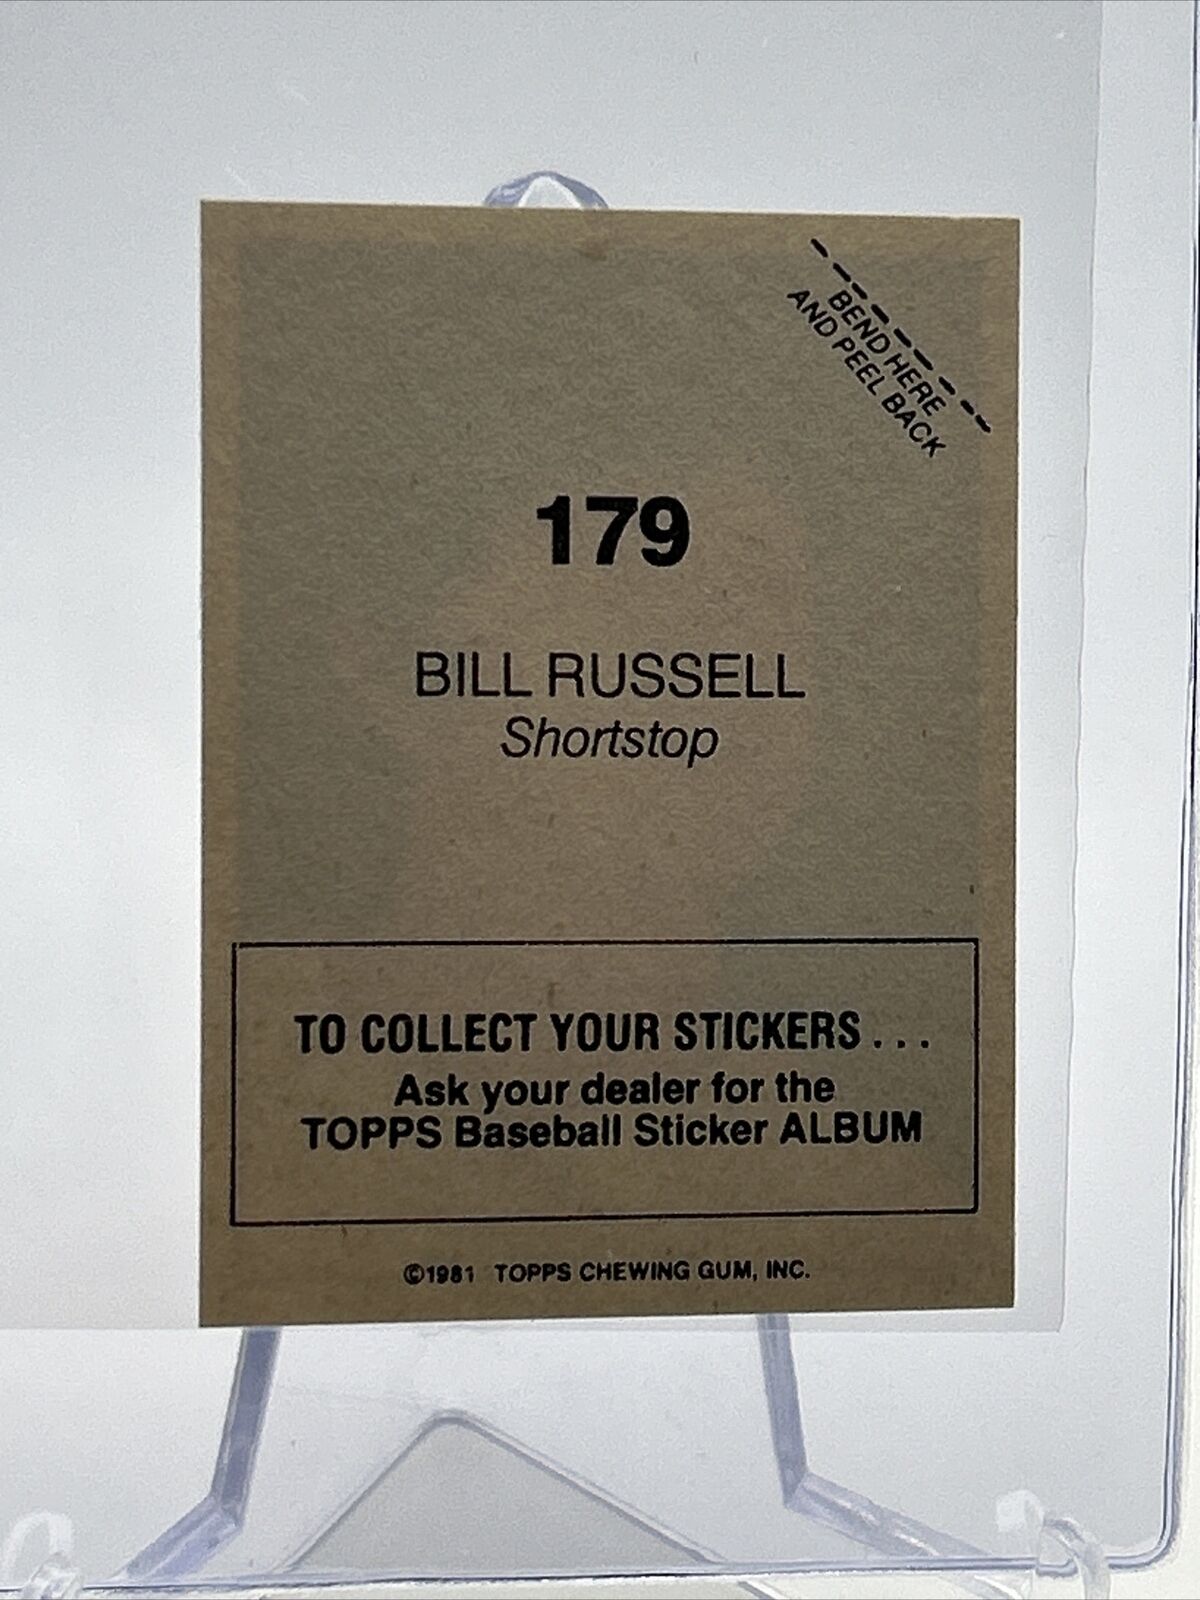 BEND HERE
AND PEEL BACK
179
BILL RUSSELL
Shortstop
TO COLLECT YOUR STICKERS . . .
Ask your dealer for the
TOPPS Baseball Sticker ALBUM
©1981 TOPPS CHEWING GUM, INC.